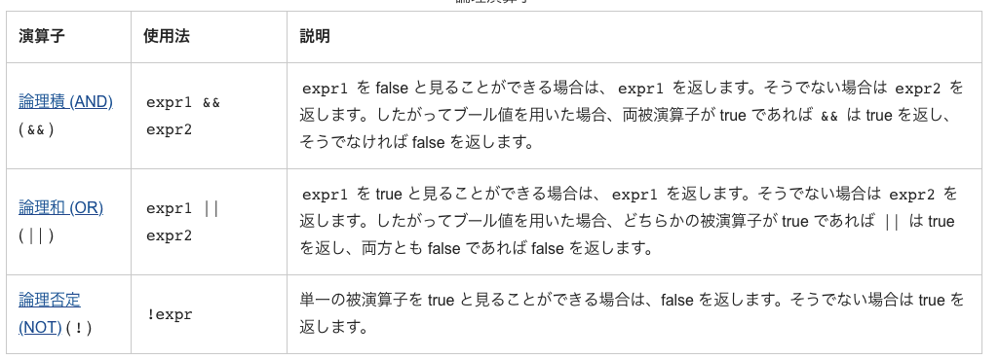 論理演算子
演算子 使用法 説明
論理積 (AND)
(&&)
expr1 &&
expr2
expr1 を false と見ることができる場合は、 expr1 を返します。そうでない場合は expr2 を
返します。したがってブール値を用いた場合、両被演算子が true であれば && は true を返し、
そうでなければ false を返します。
論理和 (OR)
(||)
expr1 ||
expr2
expr1 を true と見ることができる場合は、 expr1 を返します。そうでない場合は expr2 を
返します。したがってブール値を用いた場合、どちらかの被演算子が true であれば || は true
を返し、両方とも false であれば false を返します。
論理否定
(NOT) (!)
!expr
単一の被演算子を true と見ることができる場合は、false を返します。そうでない場合は true を
返します。